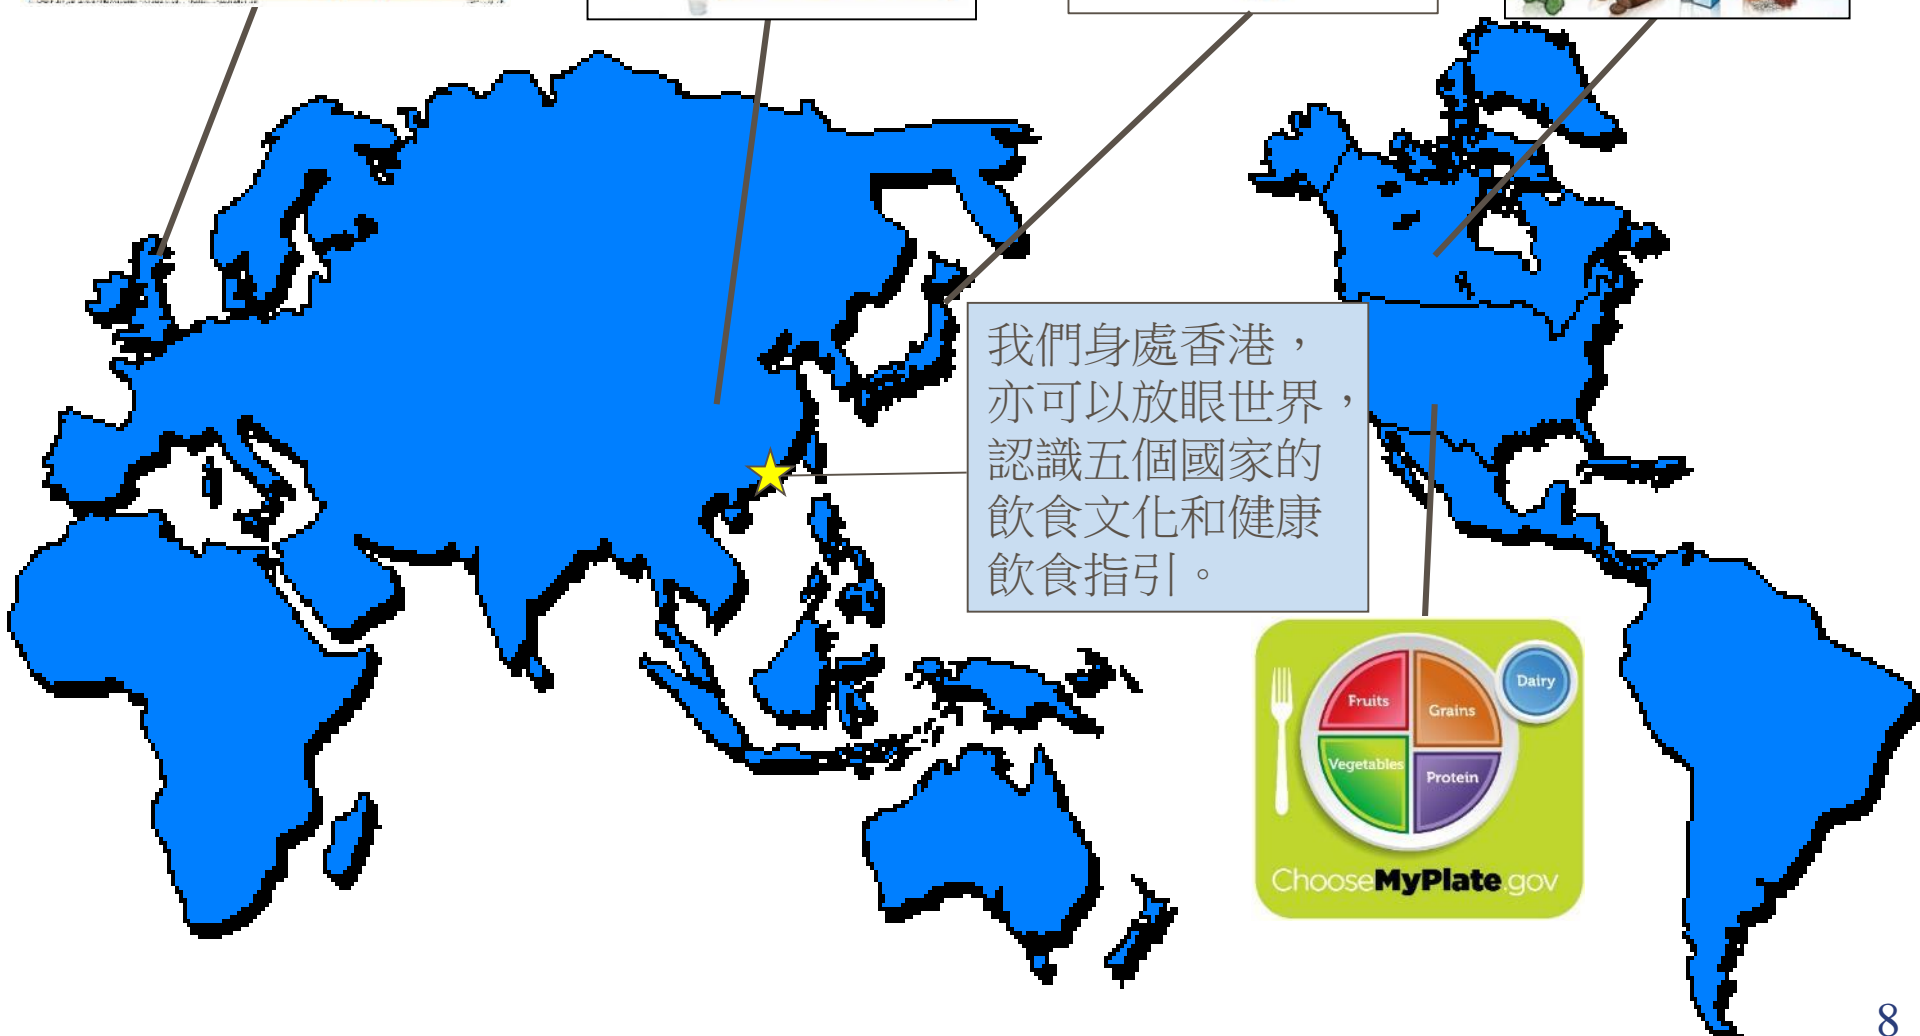 我們身處香港，
亦可以放眼世界，
認識五個國家的
飲食文化和健康
飲食指引。
Fruits
Grains
Dairy
Vegetables
Protein
ChooseMyPlate.gov
8